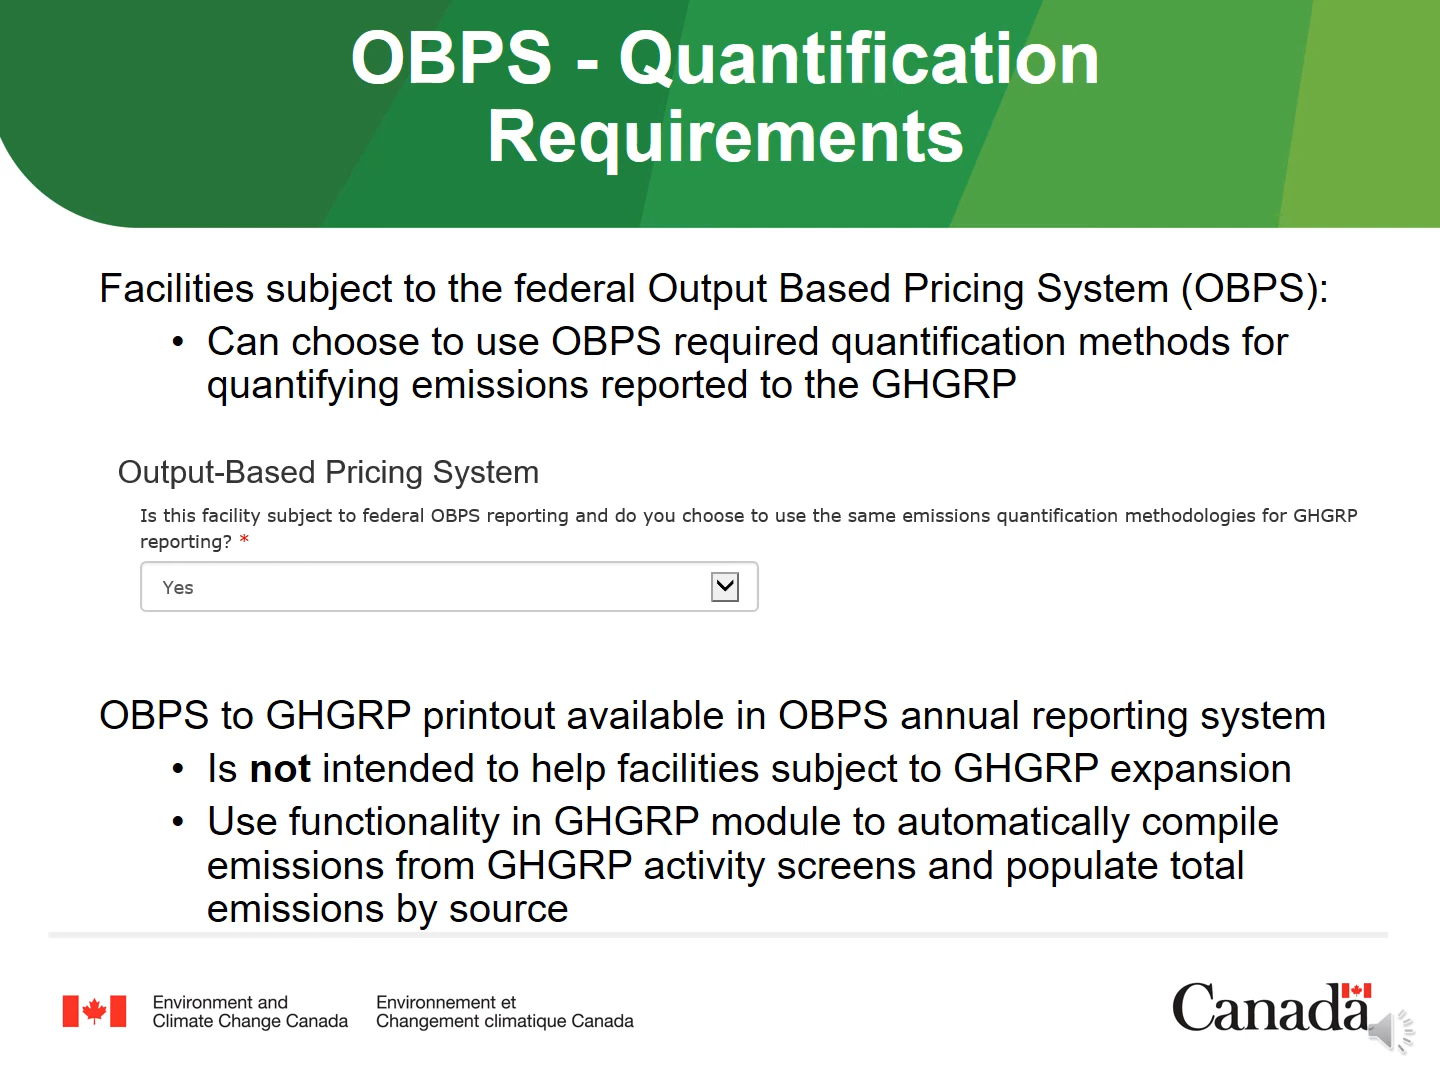 OBPS - Quantification
Requirements
Facilities subject to the federal Output Based Pricing System (OBPS):
• Can choose to use OBPS required quantification methods for
quantifying emissions reported to the GHGRP
Output-Based Pricing System
Is this facility subject to federal OBPS reporting and do you choose to use the same emissions quantification methodologies for GHGRP
reporting? *
Yes
OBPS to GHGRP printout available in OBPS annual reporting system
• Is not intended to help facilities subject to GHGRP expansion
• Use functionality in GHGRP module to automatically compile
emissions from GHGRP activity screens and populate total
emissions by source
Environment and
Climate Change Canada
Environnement et
Changement climatique Canada
Canada